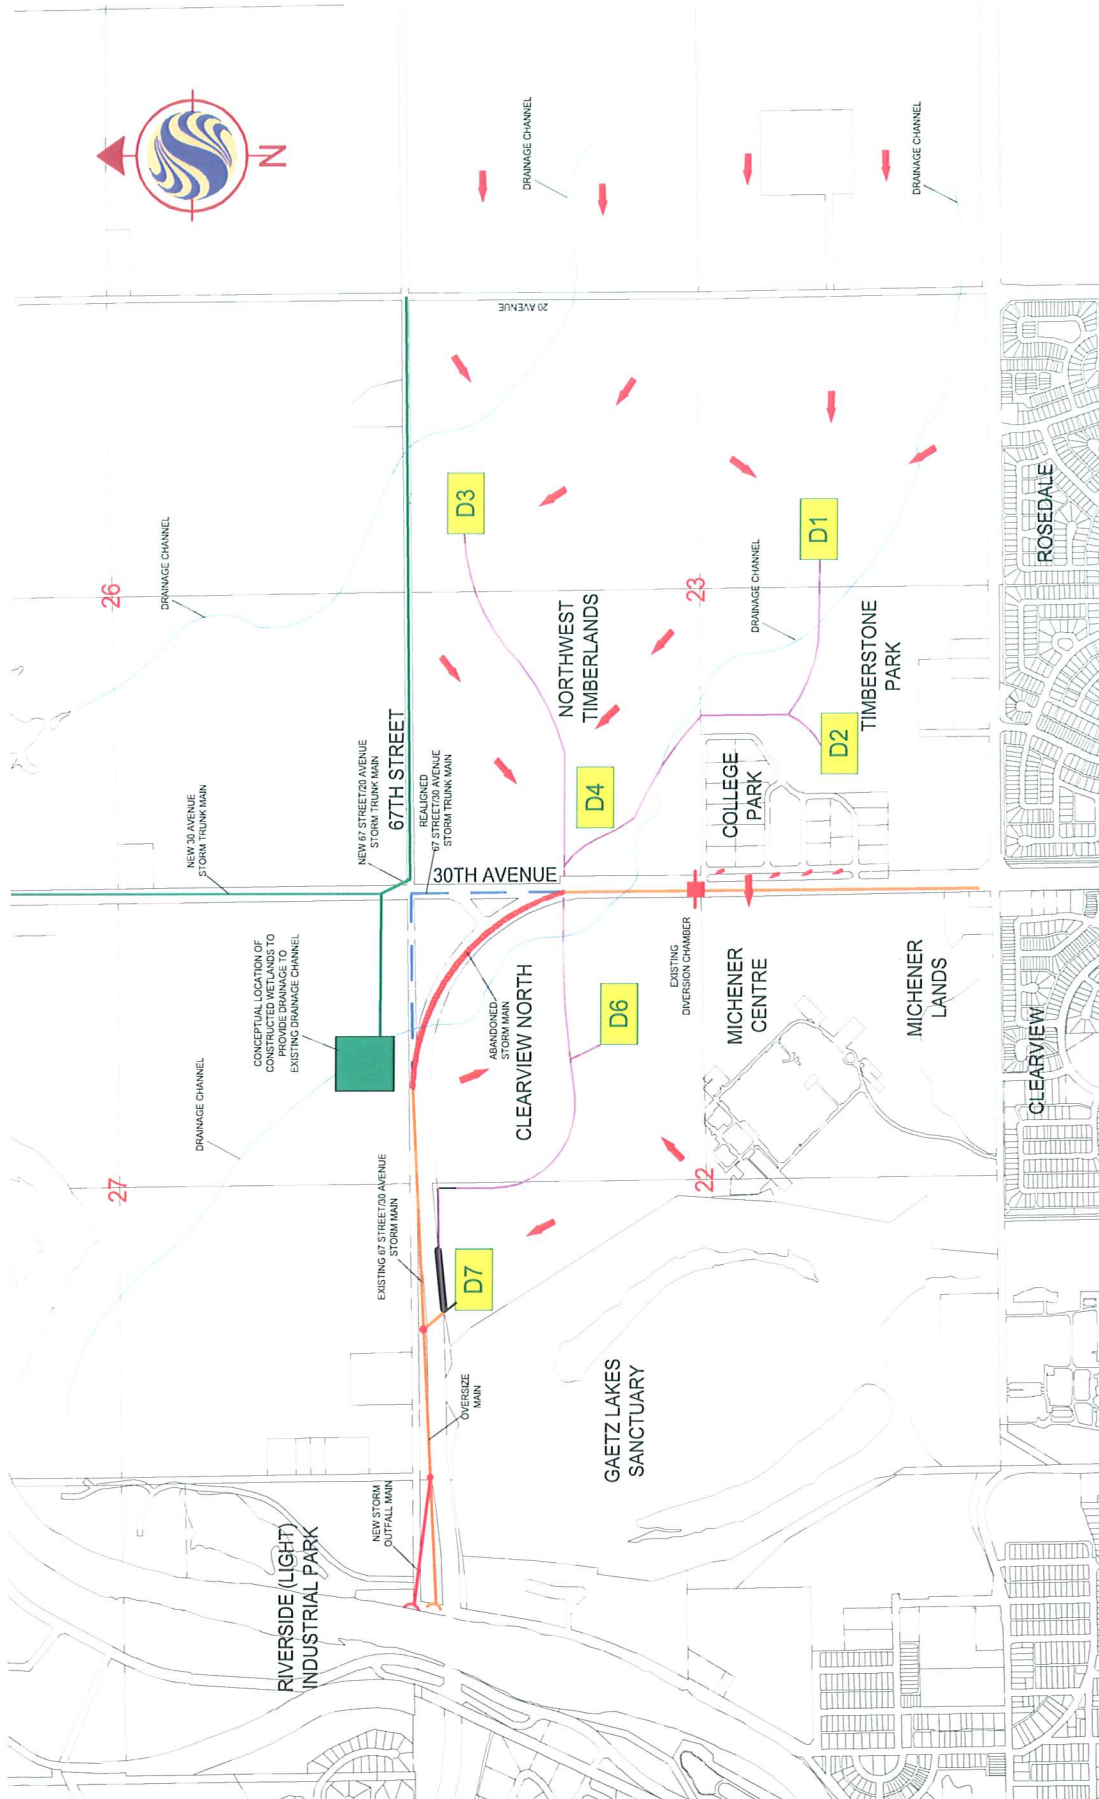 N
DRAINAGE CHANNEL
DRAINAGE CHANNEL
20 AVENUE
26
DRAINAGE CHANNEL
D3
D1
ROSEDALE
23
DRAINAGE CHANNEL
NORTHWEST
TIMBERLANDS
TIMBERSTONE
PARK
D2
D4
COLLEGE
PARK
67TH STREET
NEW 30 AVENUE
STORM TRUNK MAIN
NEW 67 STREET/20 AVENUE
STORM TRUNK MAIN
REALIGNED
67 STREET/30 AVENUE
STORM TRUNK MAIN
30TH AVENUE
CONCEPTUAL LOCATION OF
CONSTRUCTED WETLANDS TO
PROVIDE DRAINAGE TO
EXISTING DRAINAGE CHANNEL
EXISTING
DIVERSION CHAMBER
ABANDONED
STORM MAIN
CLEARVIEW NORTH
D6
MICHENER
CENTRE
MICHENER
LANDS
CLEARVIEW
DRAINAGE CHANNEL
27
22
EXISTING 67 STREET/30 AVENUE
STORM MAIN
D7
OVERSIZE
MAIN
GAETZ LAKES
SANCTUARY
NEW STORM
OUTFALL MAIN
RIVERSIDE (LIGHT)
INDUSTRIAL PARK